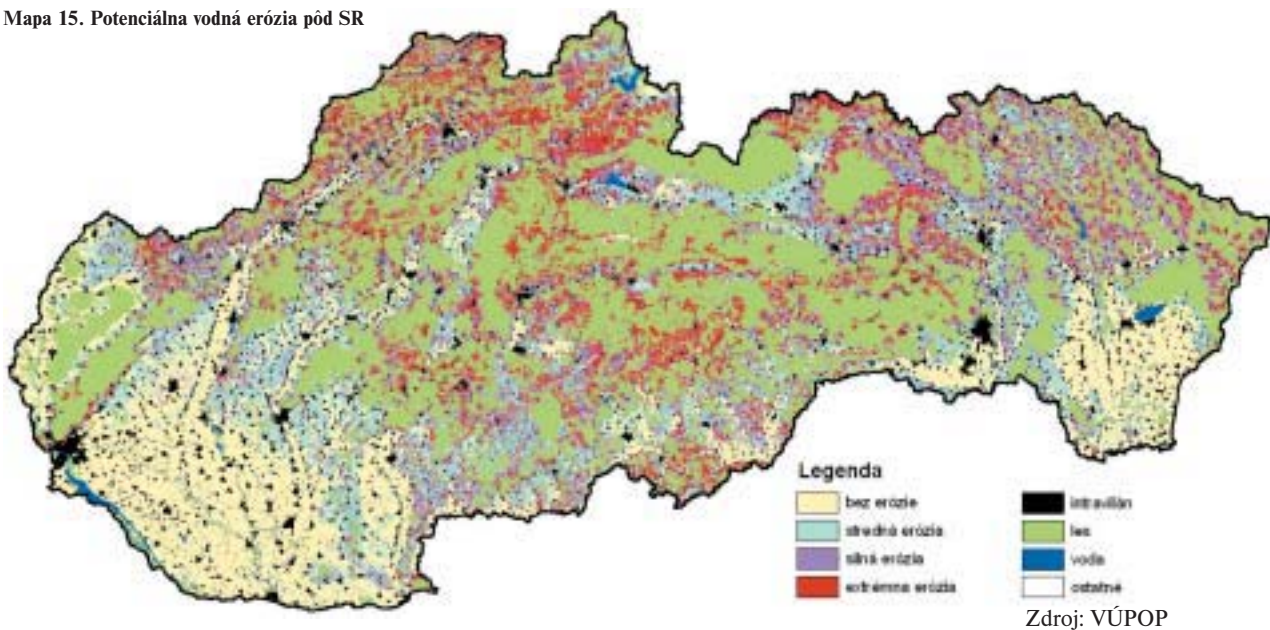 Mapa 15. Potenciálna vodná erózia pôd SR
Legenda
bez erózie
stredná erózia
silná erózia
extrémna erózia
intravilán
les
voda
ostatné
Zdroj: VÚPOP